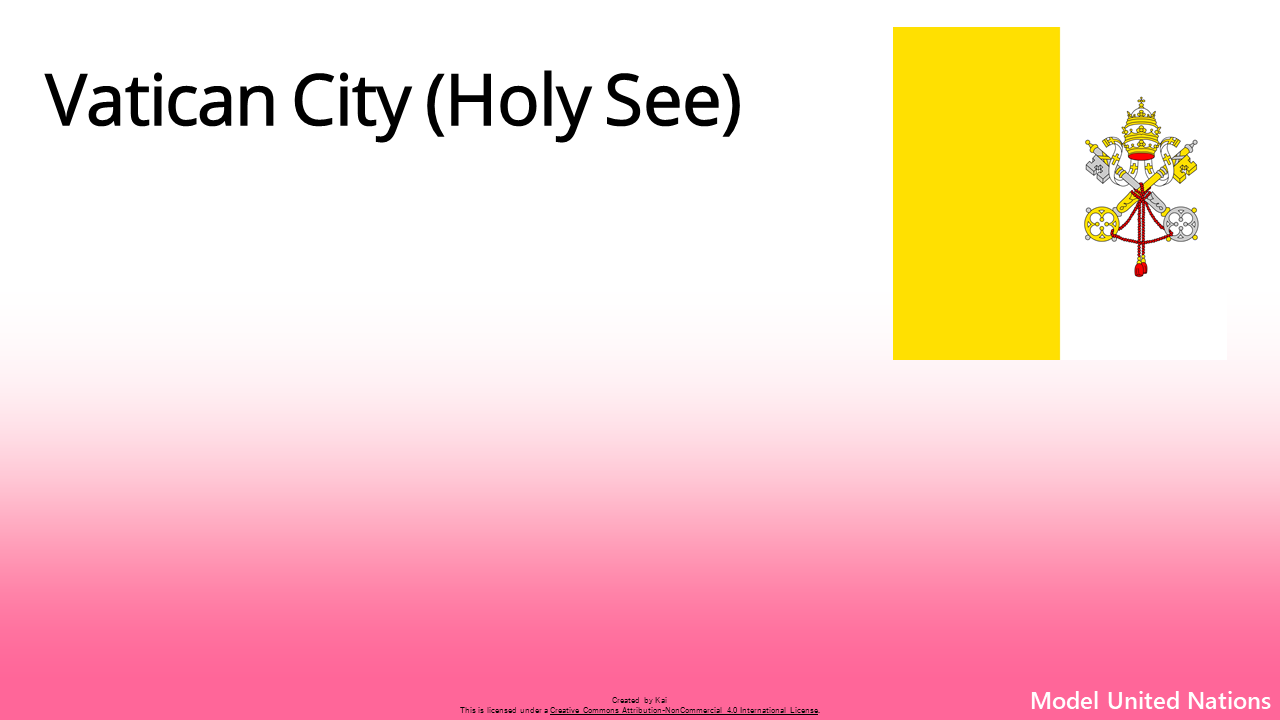 Vatican City (Holy See)
Created by Kai
This is licensed under a Creative Commons Attribution-NonCommercial 4.0 International License.
Model United Nations